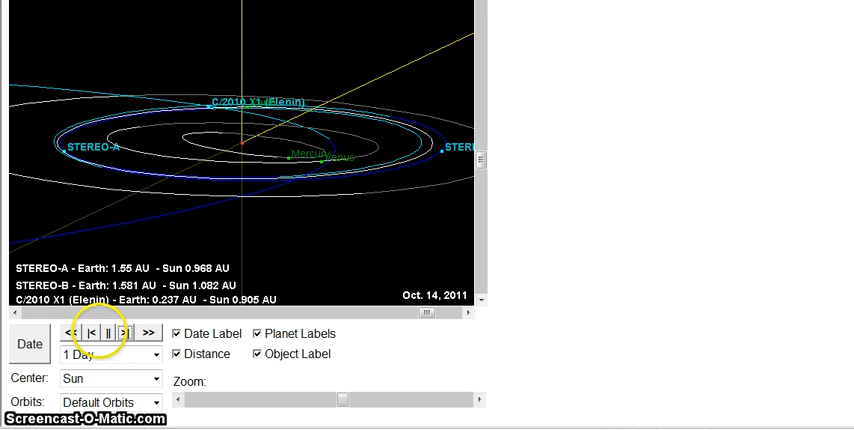 C/2010 X1 (Elenin)
STEREO-A
STERE
Mercury
Venus
STEREO-A - Earth: 1.55 AU - Sun 0.968 AU
STEREO-B - Earth: 1.581 AU - Sun 1.082 AU
C/2010 X1 (Elenin) - Earth: 0.237 AU - Sun 0.905 AU
Oct. 14, 2011
Date
<< |< || >| >>
Date Label
Planet Labels
1 Day
Distance
Object Label
Center: Sun
Zoom:
Orbits: Default Orbits
Screencast-O-Matic.com